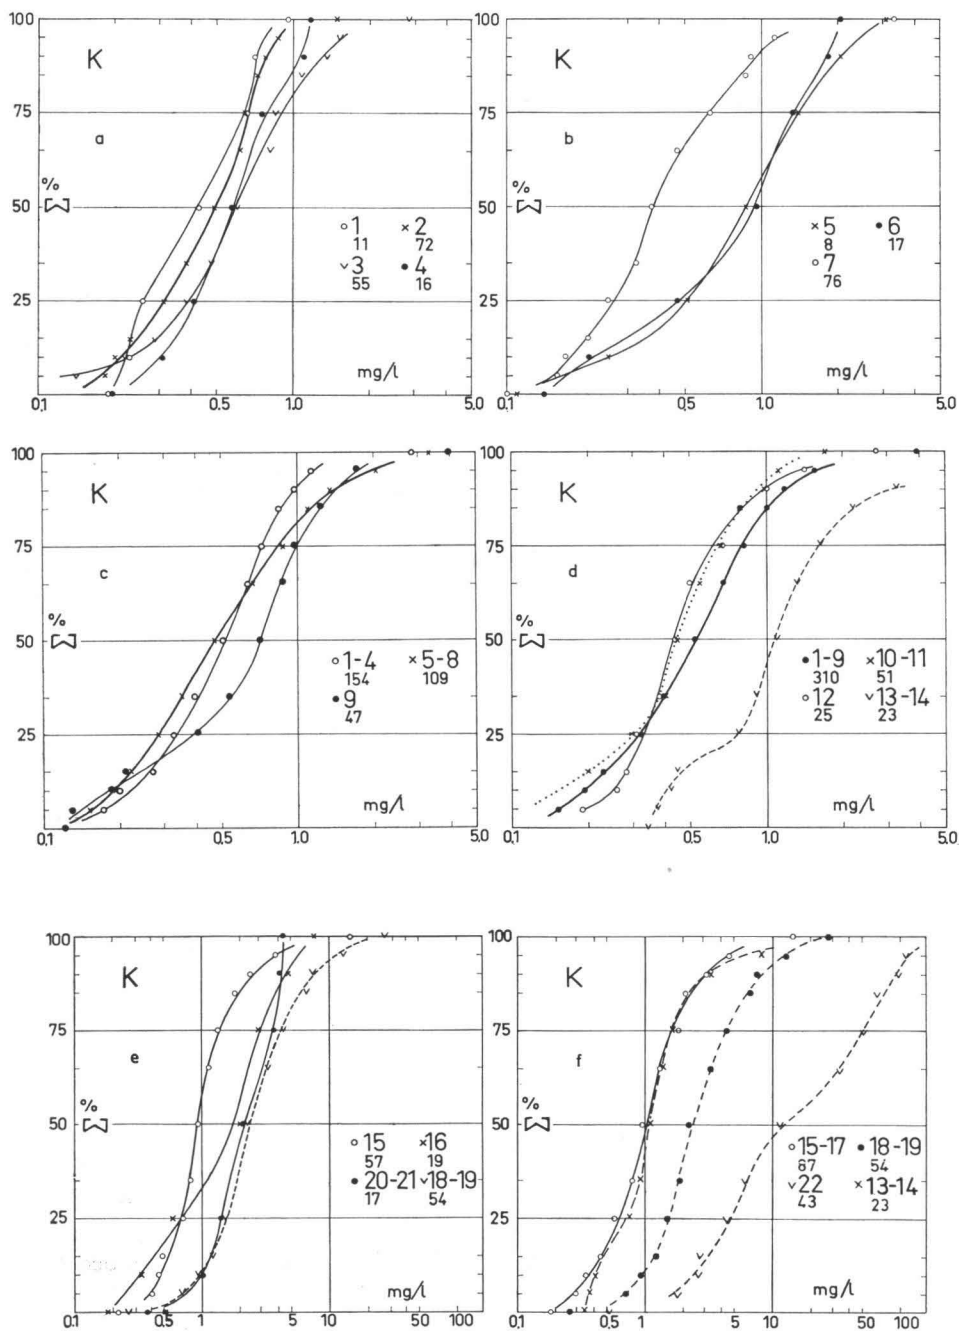 100
K
75
a
%
Σ
50
○ 1 × 2
11 72
∨ 3 ● 4
55 16
25
mg/l
0.1 0.5 1.0 5.0
100
K
75
b
%
Σ
50
× 5 ● 6
8 17
○ 7
76
25
mg/l
0.1 0.5 1.0 5.0
100
K
75
c
%
Σ
50
○ 1-4 × 5-8
154 109
● 9
47
25
mg/l
0.1 0.5 1.0 5.0
100
K
75
d
%
Σ
50
● 1-9 × 10-11
310 51
○ 12 ∨ 13-14
25 23
25
mg/l
0.1 0.5 1.0 5.0
100
K
75
e
%
Σ
50
○ 15 × 16
57 19
● 20-21 ∨ 18-19
17 54
25
mg/l
0 0.5 1 5 10 50 100
100
K
75
f
%
Σ
50
○ 15-17 ● 18-19
87 54
∨ 22 × 13-14
43 23
25
mg/l
0 0.5 1 5 10 50 100